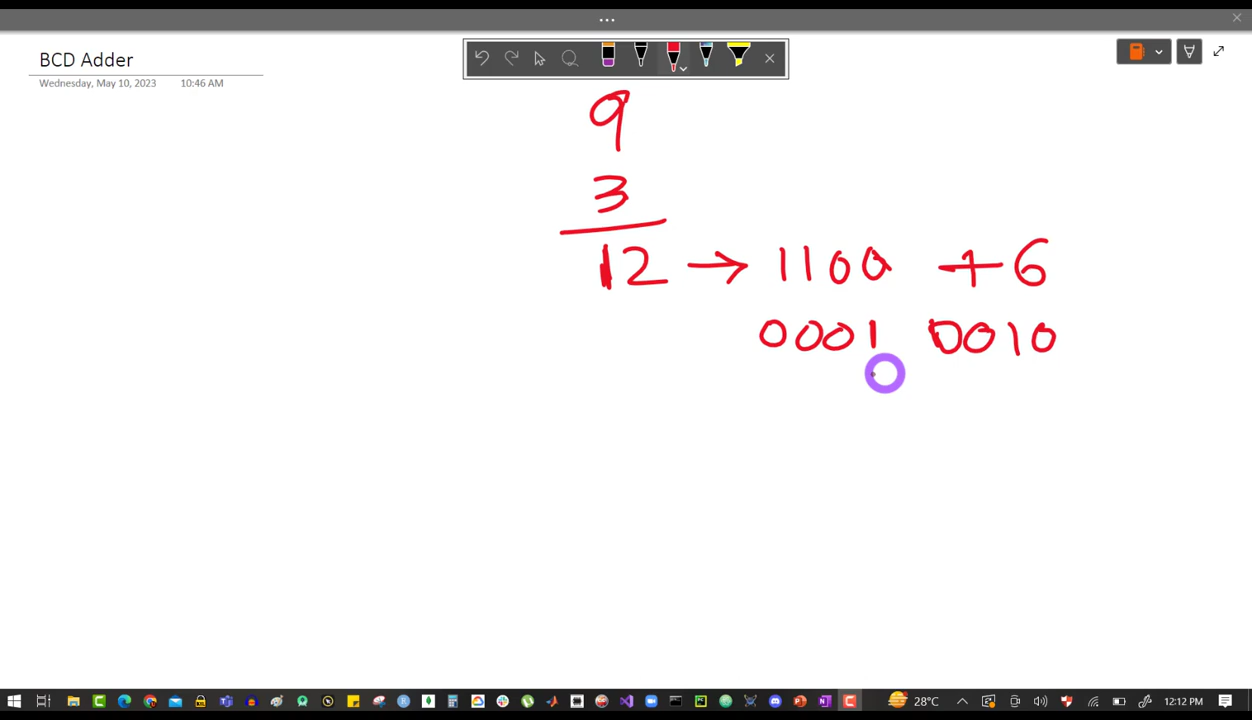 BCD Adder
Wednesday, May 10, 2023 10:46 AM
9
3
12 → 1100 +6
0001 0010
28°C
12:12 PM